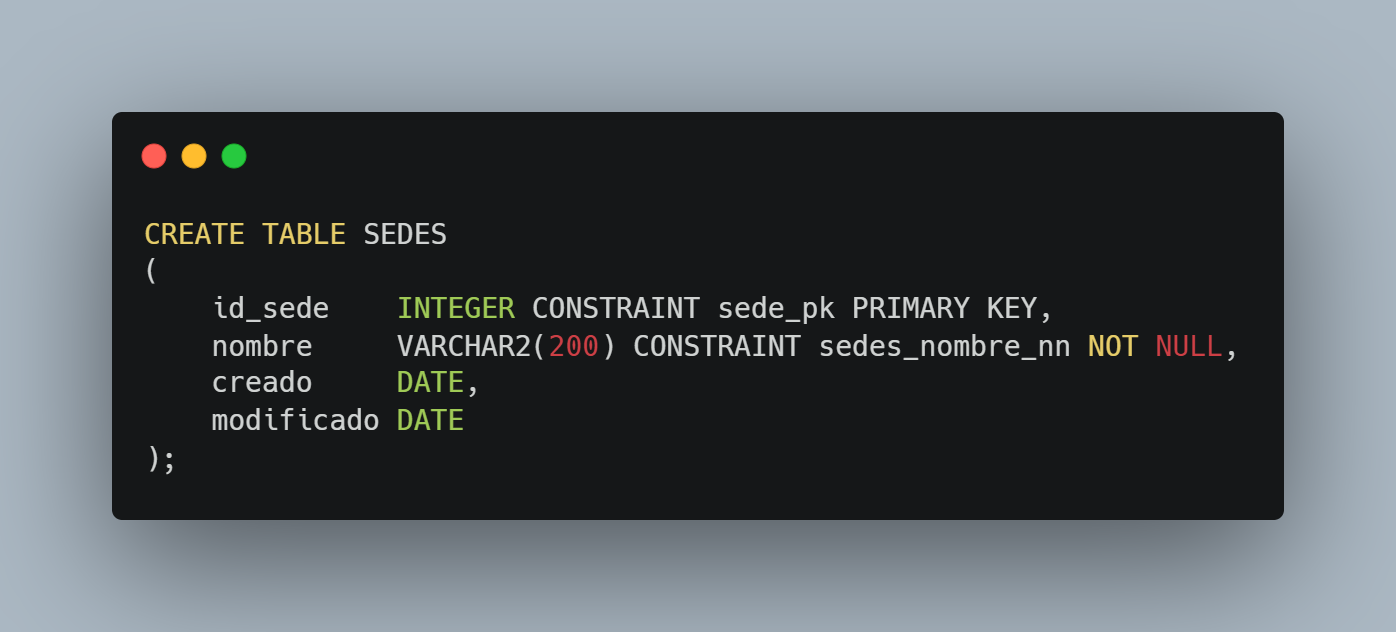 CREATE TABLE SEDES
(
    id_sede    INTEGER CONSTRAINT sede_pk PRIMARY KEY,
    nombre     VARCHAR2(200) CONSTRAINT sedes_nombre_nn NOT NULL,
    creado     DATE,
    modificado DATE
);